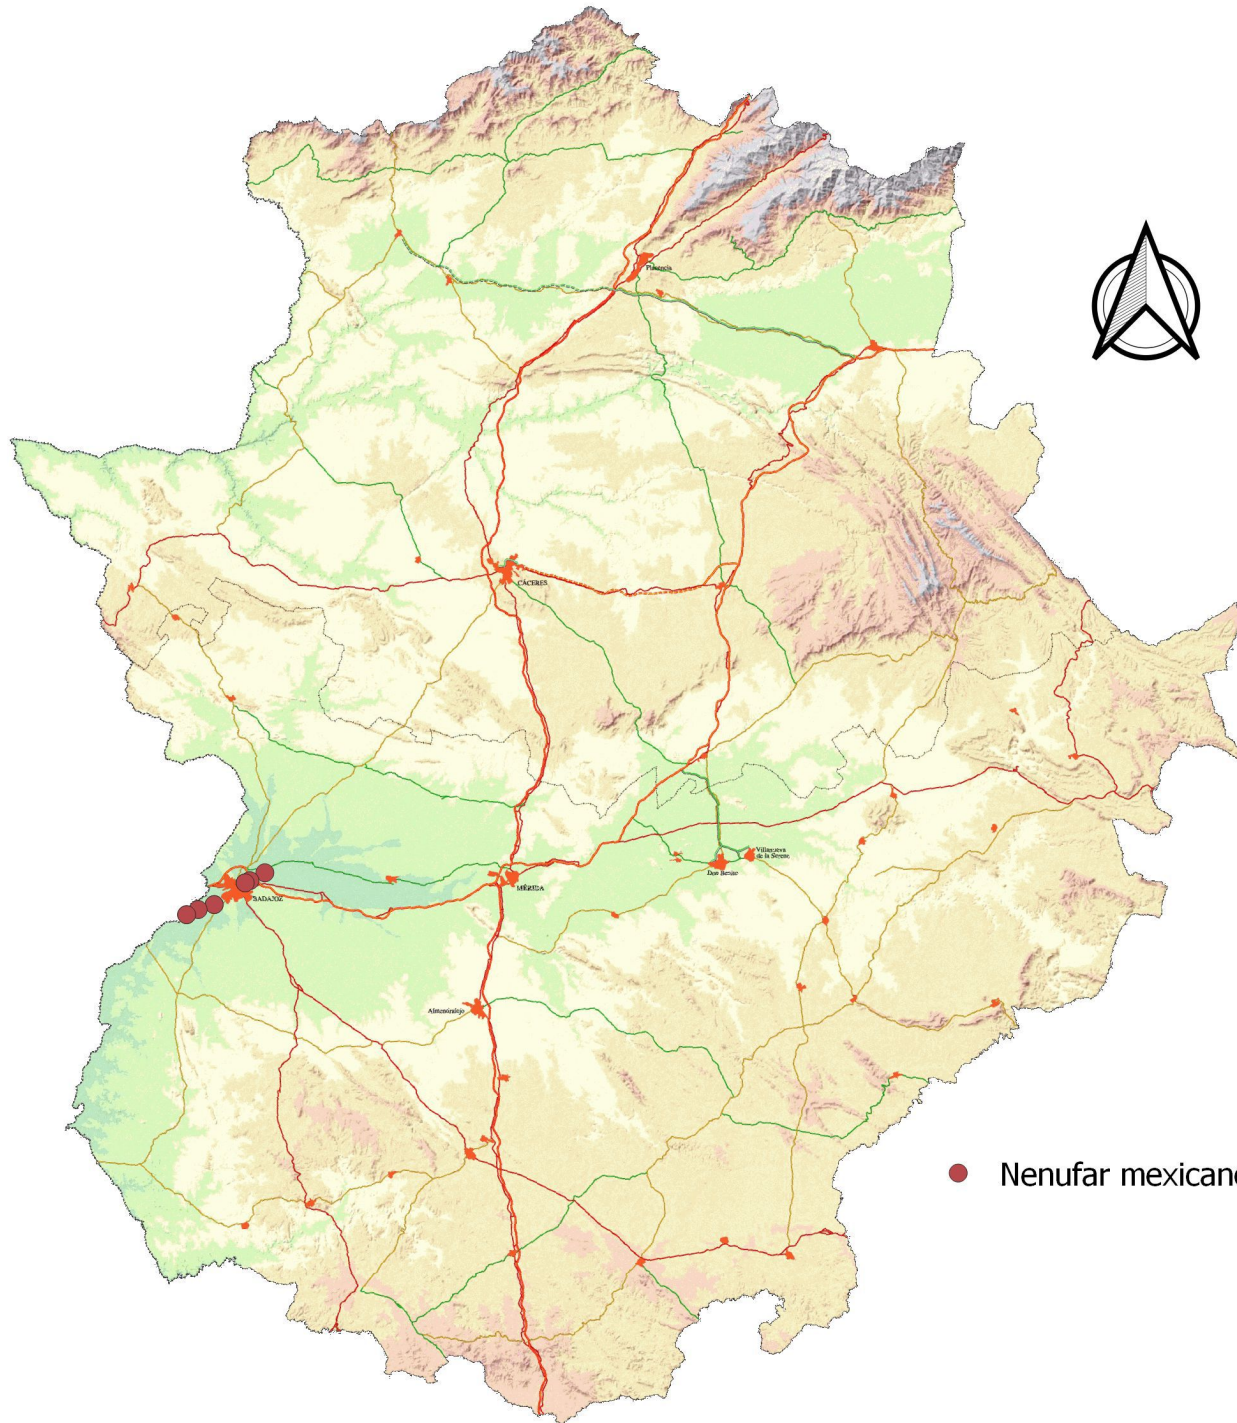 Plasencia
CÁCERES
Villanueva
de la Serena
Don Benito
MÉRIDA
BADAJOZ
Almendralejo
Nenufar mexicano